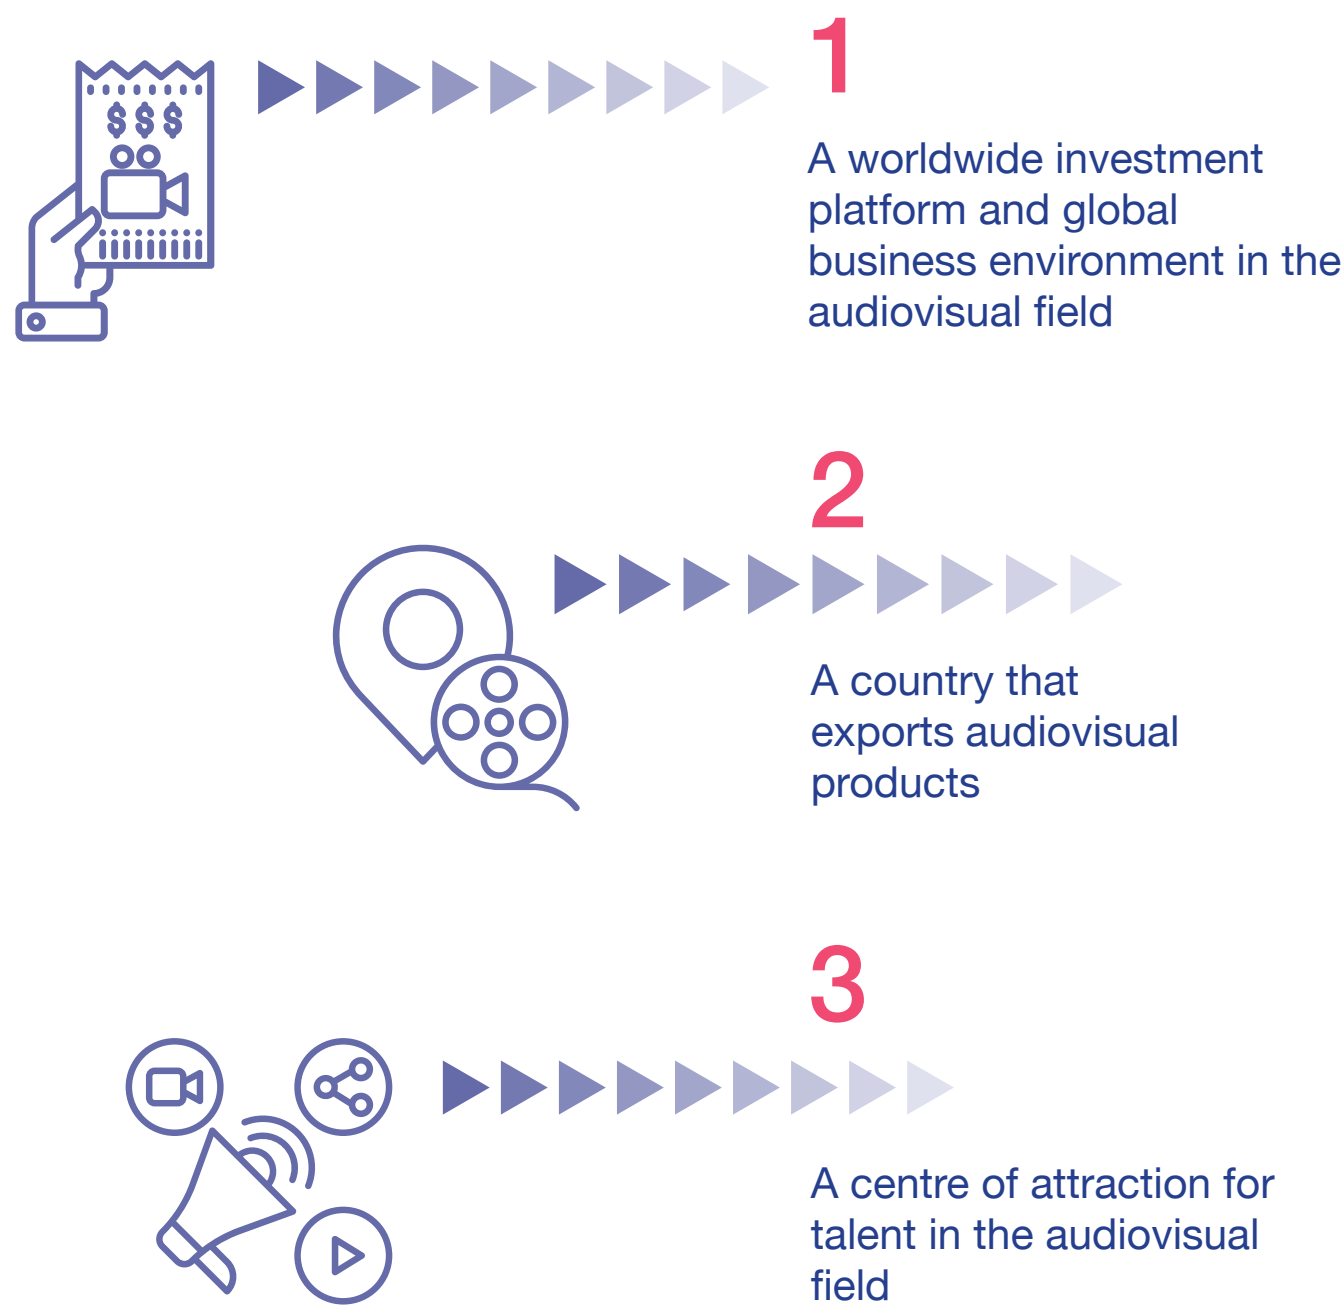 $ $ $
1
A worldwide investment
platform and global
business environment in the
audiovisual field
2
A country that
exports audiovisual
products
3
A centre of attraction for
talent in the audiovisual
field